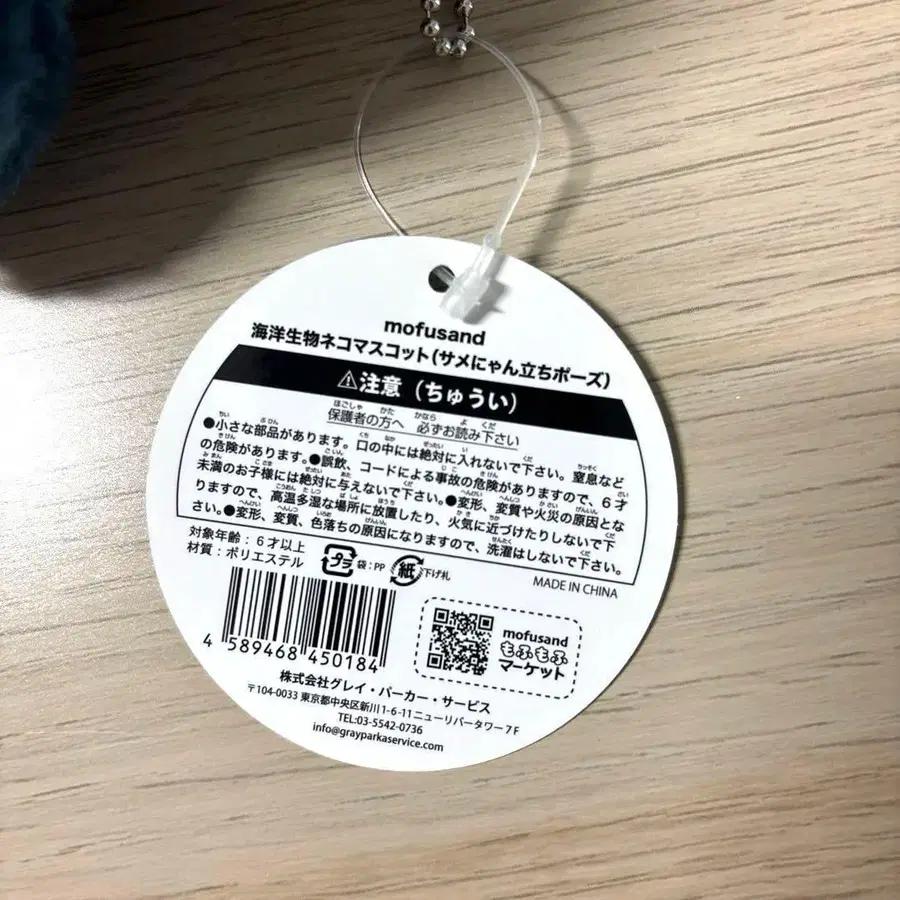 mofusand
海洋生物ネコマスコット(サメにゃん立ちポーズ)
⚠注意(ちゅうい)
保護者の方へ 必ずお読み下さい
●小さな部品があります。口の中には絶対に入れないで下さい。窒息など
の危険があります。●誤飲、コードによる事故の危険がありますので、6才
未満のお子様には絶対に与えないで下さい。●変形、変質や火災の原因とな
りますので、高温多湿な場所に放置したり、火気に近づけたりしないで下
さい。●変形、変質、色落ちの原因になりますので、洗濯はしないで下さい。
対象年齢:6才以上
材質:ポリエステル
プラ 袋:PP 紙 下げ札
MADE IN CHINA
4 589468 450184
mofusand
もふもふ
マーケット
株式会社グレイ・パーカー・サービス
〒104-0033 東京都中央区新川1-6-11ニューリバータワー7F
TEL:03-5542-0736
info@grayparkaservice.com